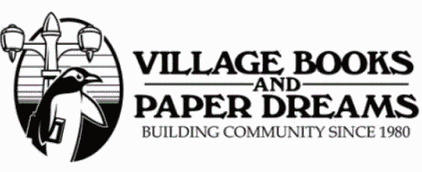 VILLAGE BOOKS
AND
PAPER DREAMS
BUILDING COMMUNITY SINCE 1980